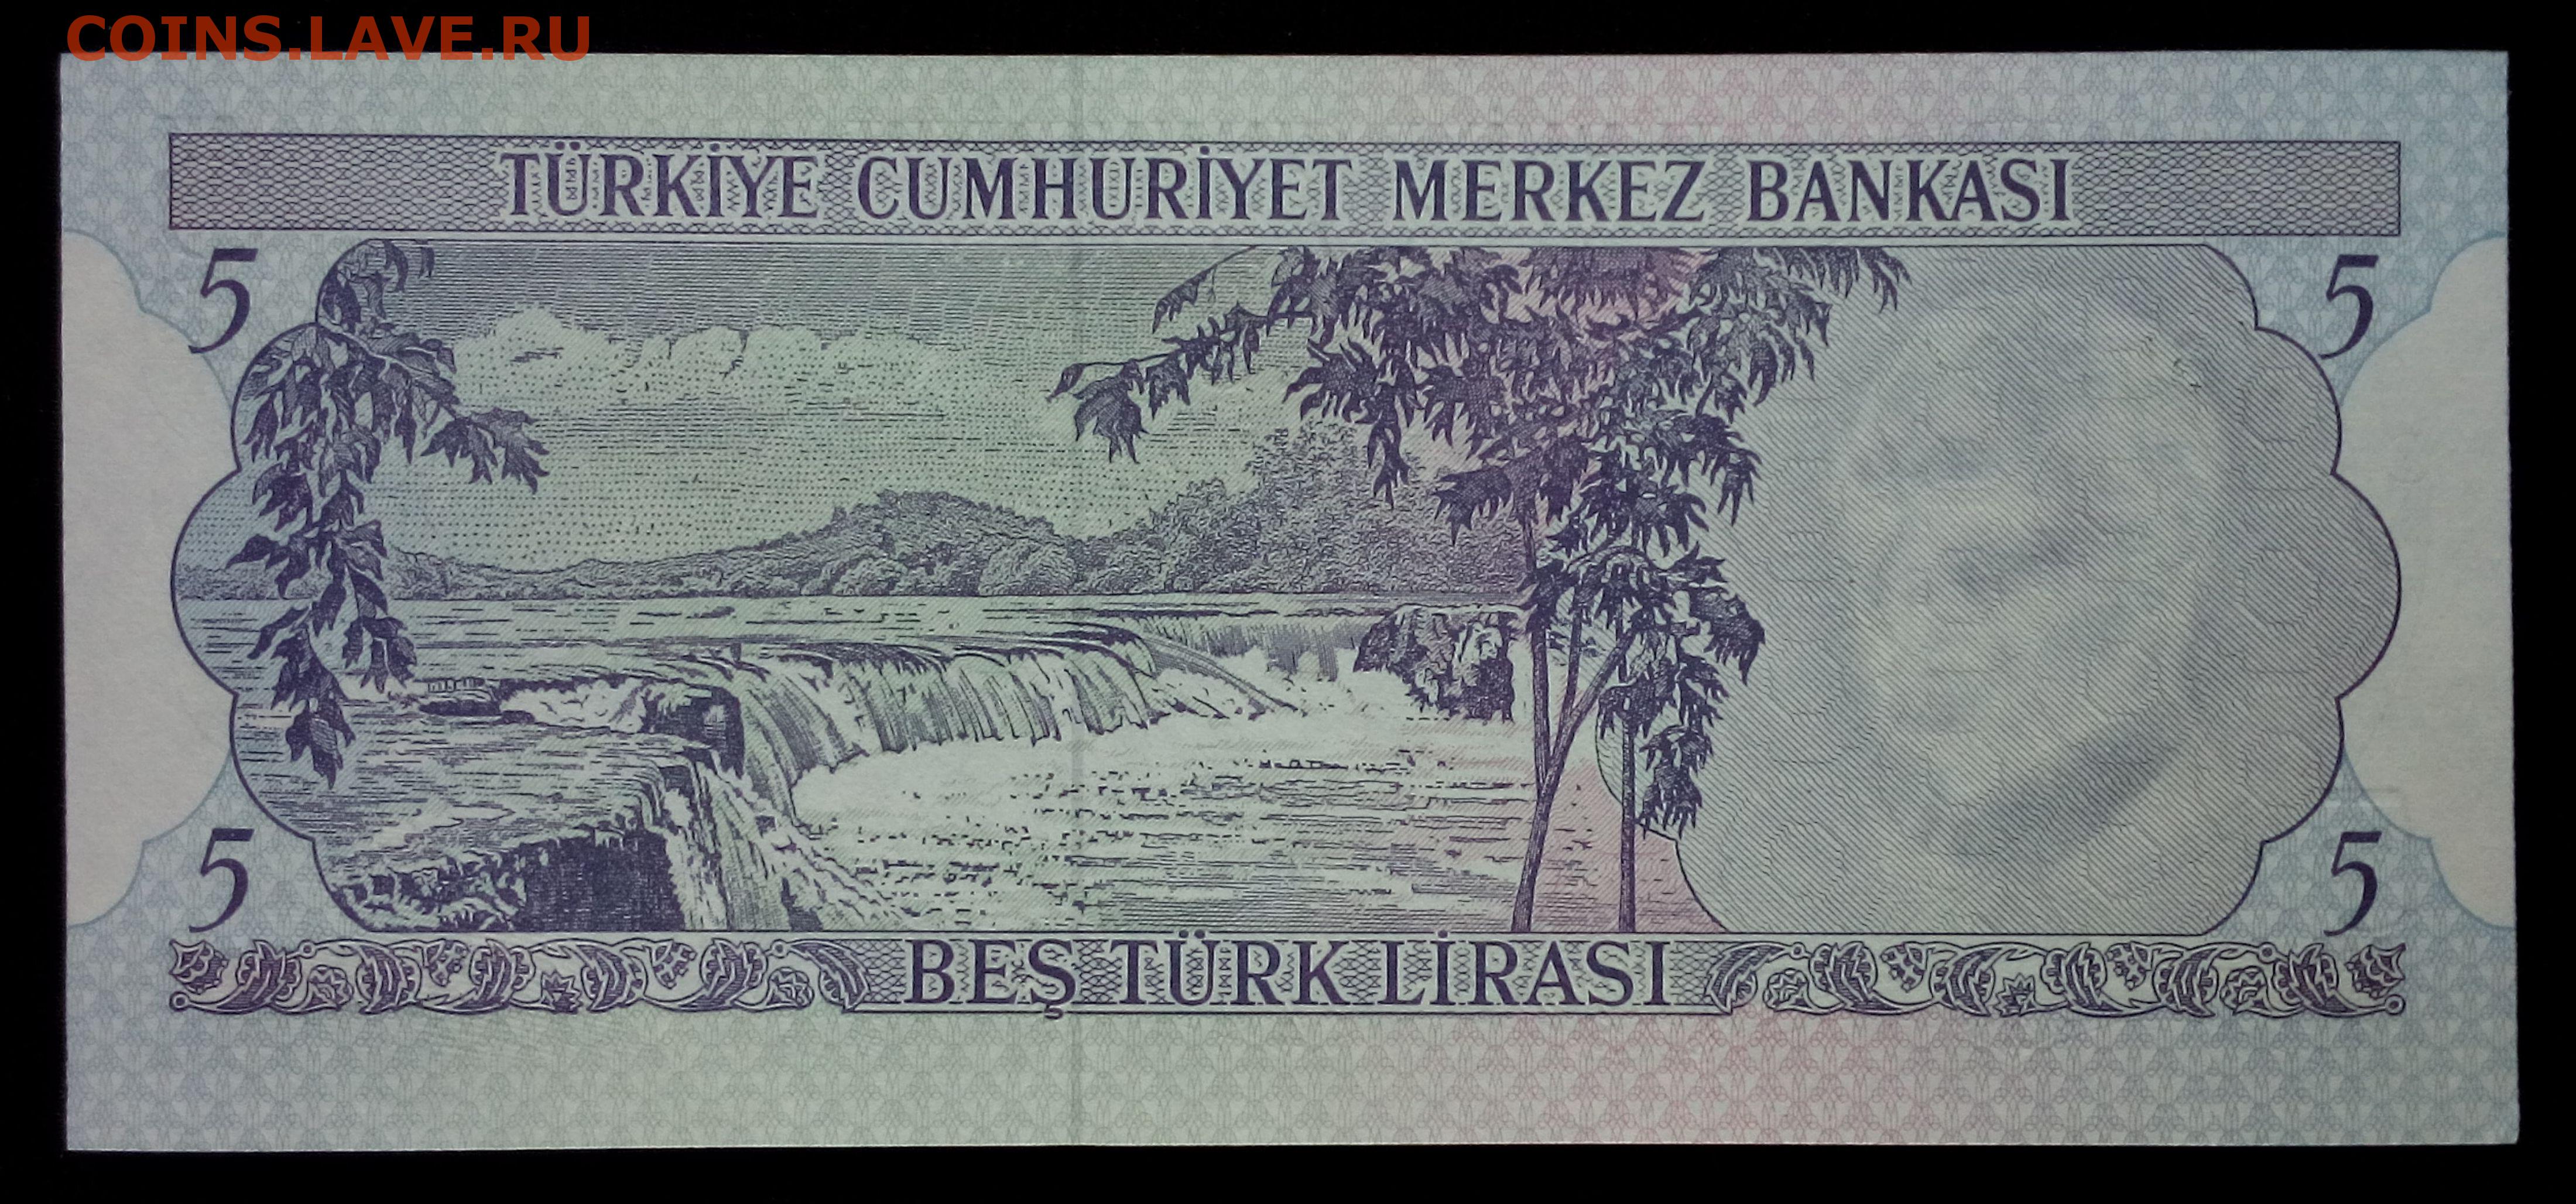 COINS.LAVE.RU
TÜRKİYE CUMHURİYET MERKEZ BANKASI
5 5
5 5
BEŞ TÜRK LİRASI